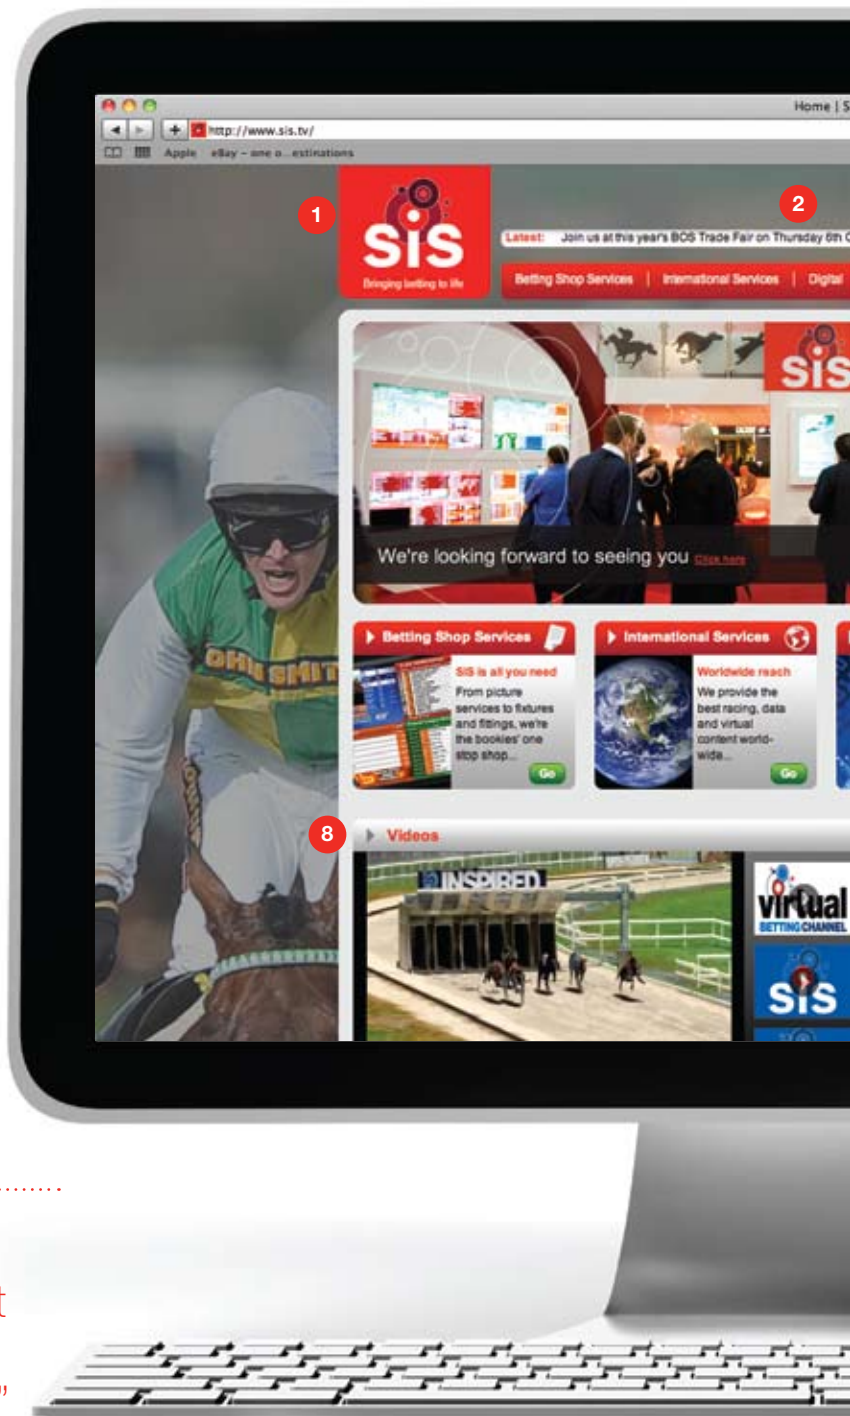 Home | S
http://www.sis.tv/
Apple eBay – one o...estinations
1
2
sis
Bringing betting to life
Latest: Join us at this year's BOS Trade Fair on Thursday 6th O
Betting Shop Services | International Services | Digital
sis
We're looking forward to seeing you Click here
Betting Shop Services
SiS is all you need
From picture
services to fixtures
and fittings, we're
the bookies' one
stop shop...
Go
International Services
Worldwide reach
We provide the
best racing, data
and virtual
content world-
wide...
Go
OHN SMIT
8
Videos
INSPIRED
virtual
BETTING CHANNEL
sis
t
”